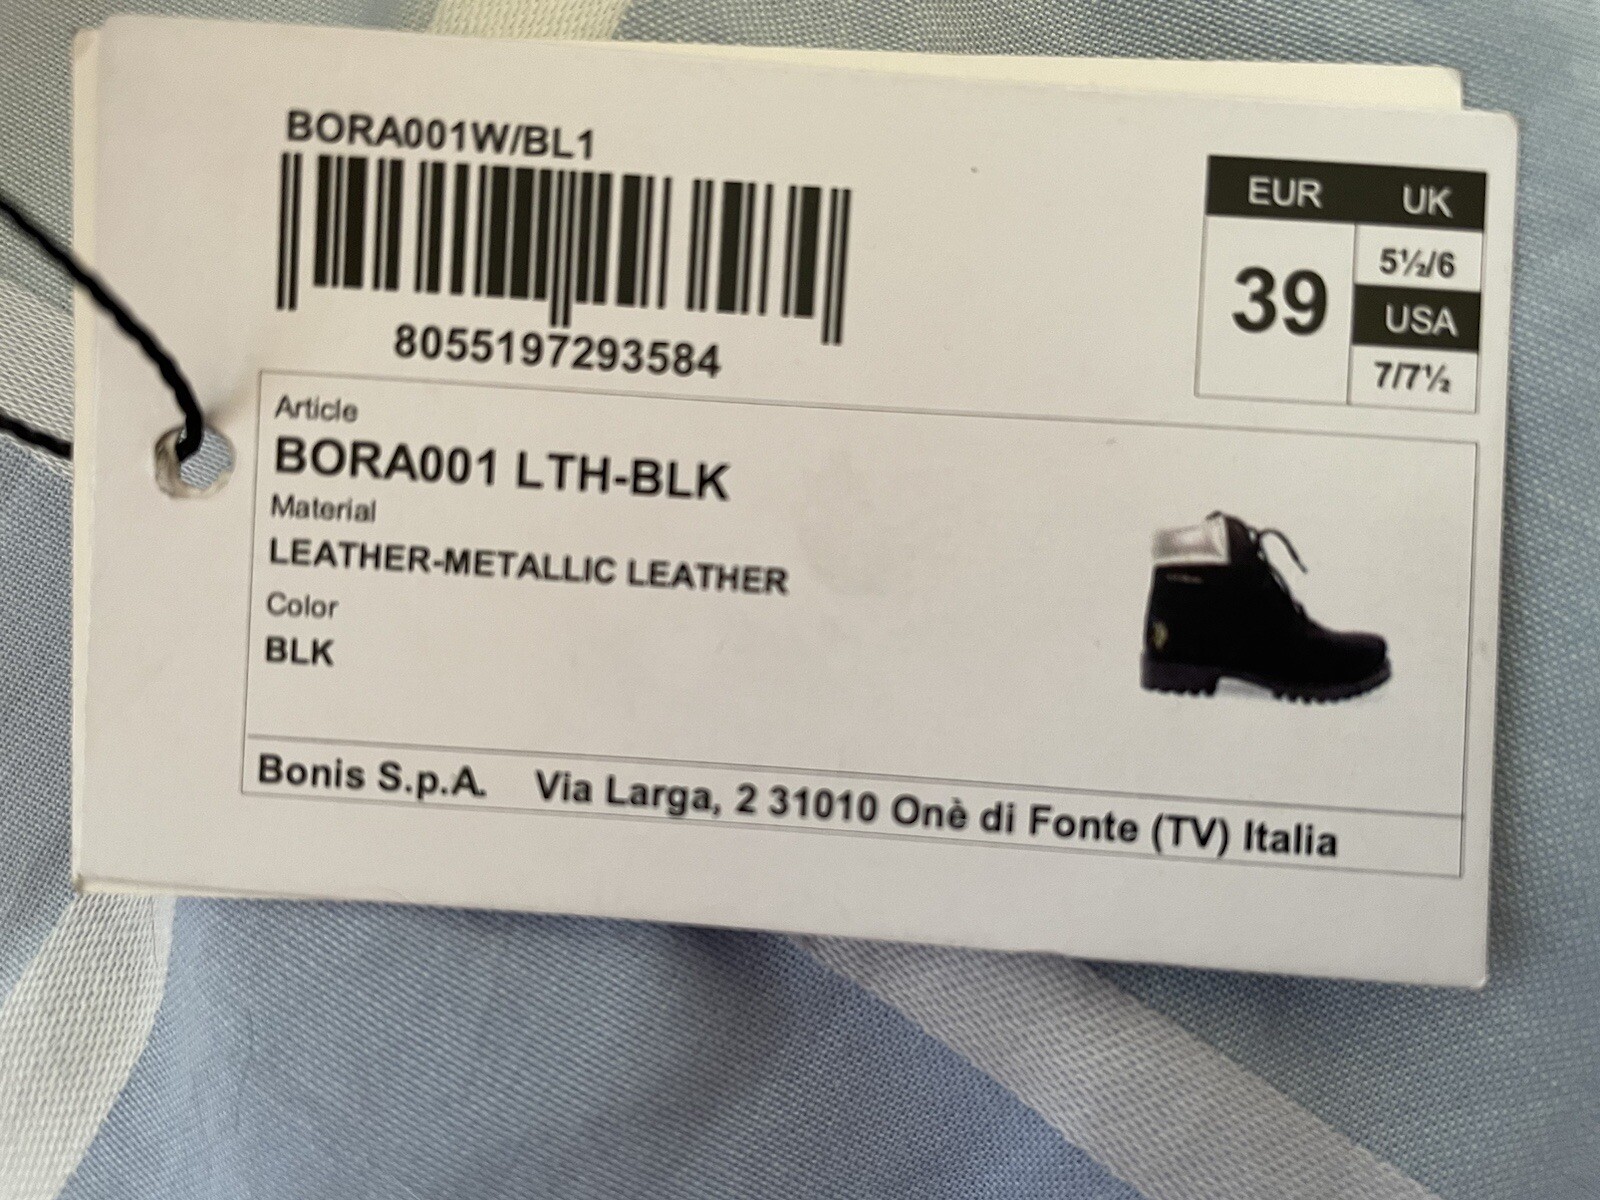 BORA001W/BL1
8055197293584
EUR UK
39
5½/6
USA
7/7½
Article
BORA001 LTH-BLK
Material
LEATHER-METALLIC LEATHER
Color
BLK
Bonis S.p.A. Via Larga, 2 31010 Onè di Fonte (TV) Italia